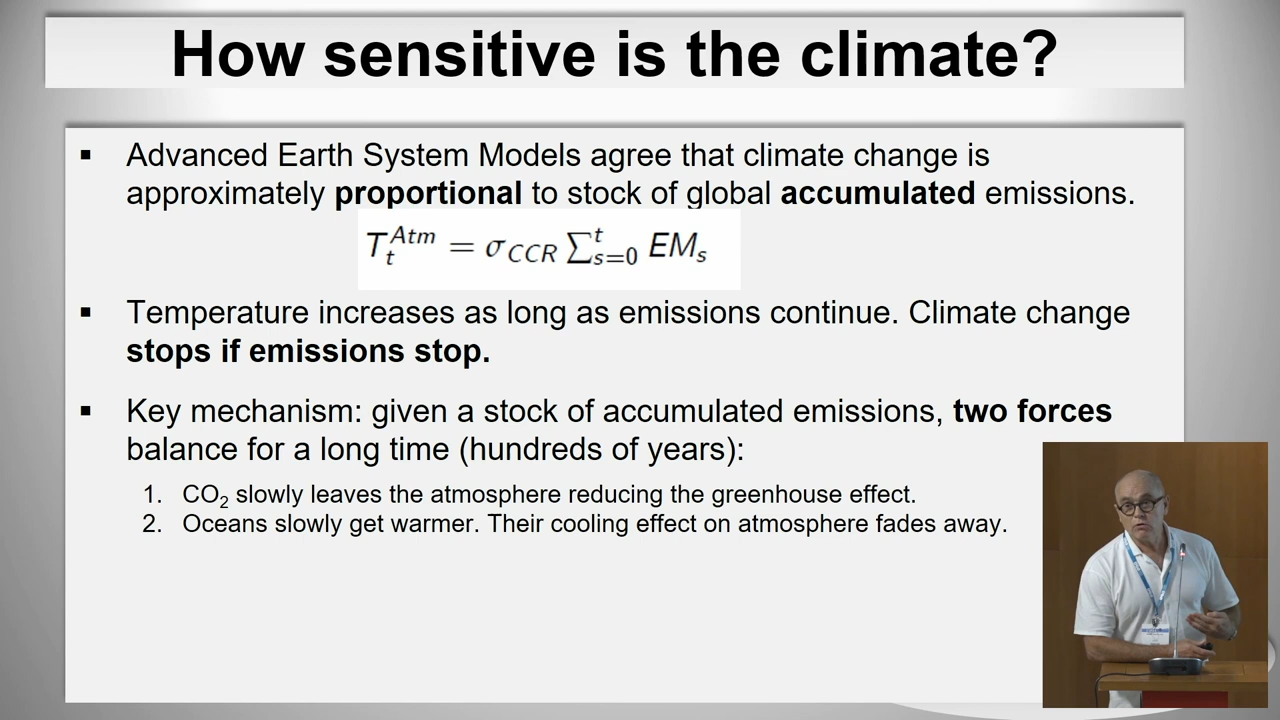 How sensitive is the climate?
▪ Advanced Earth System Models agree that climate change is
approximately proportional to stock of global accumulated emissions.
T_t^{Atm} = σ_{CCR} ∑_{s=0}^{t} EM_s
▪ Temperature increases as long as emissions continue. Climate change
stops if emissions stop.
▪ Key mechanism: given a stock of accumulated emissions, two forces
balance for a long time (hundreds of years):
1. CO₂ slowly leaves the atmosphere reducing the greenhouse effect.
2. Oceans slowly get warmer. Their cooling effect on atmosphere fades away.